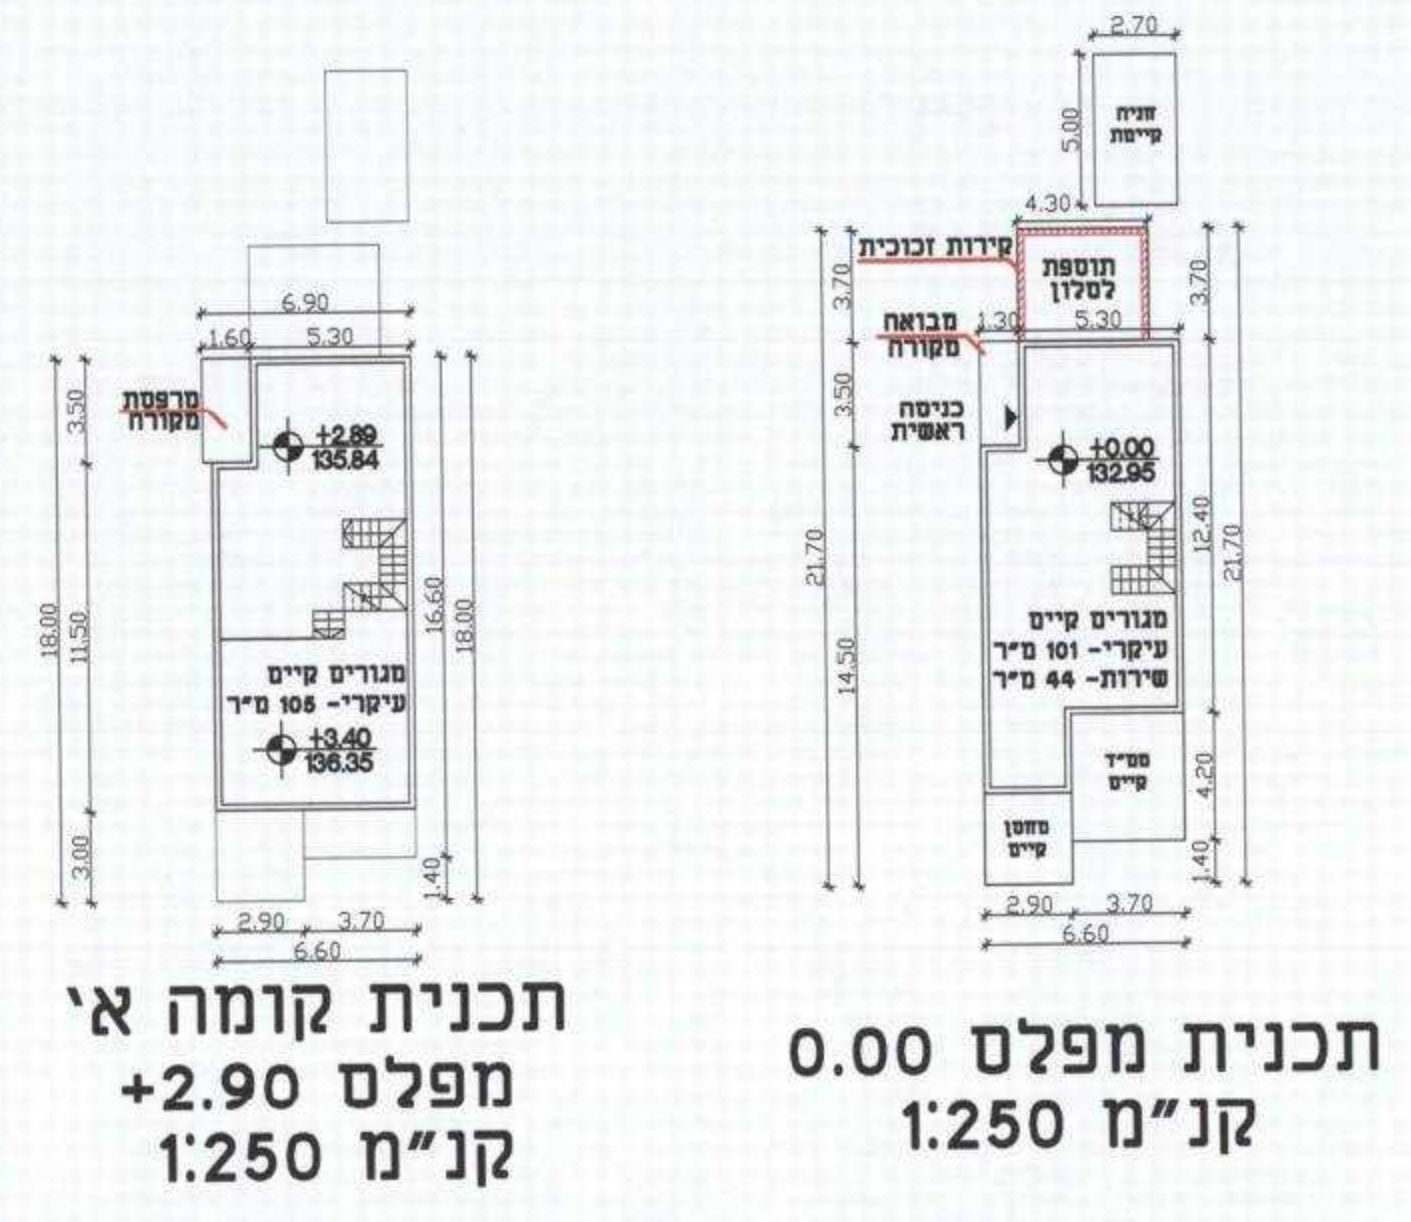 2.70
5.00
חניה
קיימת
4.30
קירות זכוכית
תוספת
לסלון
3.70
3.70
מבואה
מקורה
1.30
5.30
3.50
כניסה
ראשית
+0.00
132.95
12.40
21.70
21.70
14.50
מגורים קיים
עיקרי- 101 מ"ר
שירות- 44 מ"ר
ממ"ד
קיים
4.20
מחסן
קיים
1.40
2.90
3.70
6.60
תכנית מפלס 0.00
קנ"מ 1:250
6.90
1.60
5.30
3.50
מרפסת
מקורה
+2.89
135.84
18.00
11.50
16.60
18.00
מגורים קיים
עיקרי- 105 מ"ר
+3.40
136.35
3.00
1.40
2.90
3.70
6.60
תכנית קומה א'
מפלס +2.90
קנ"מ 1:250